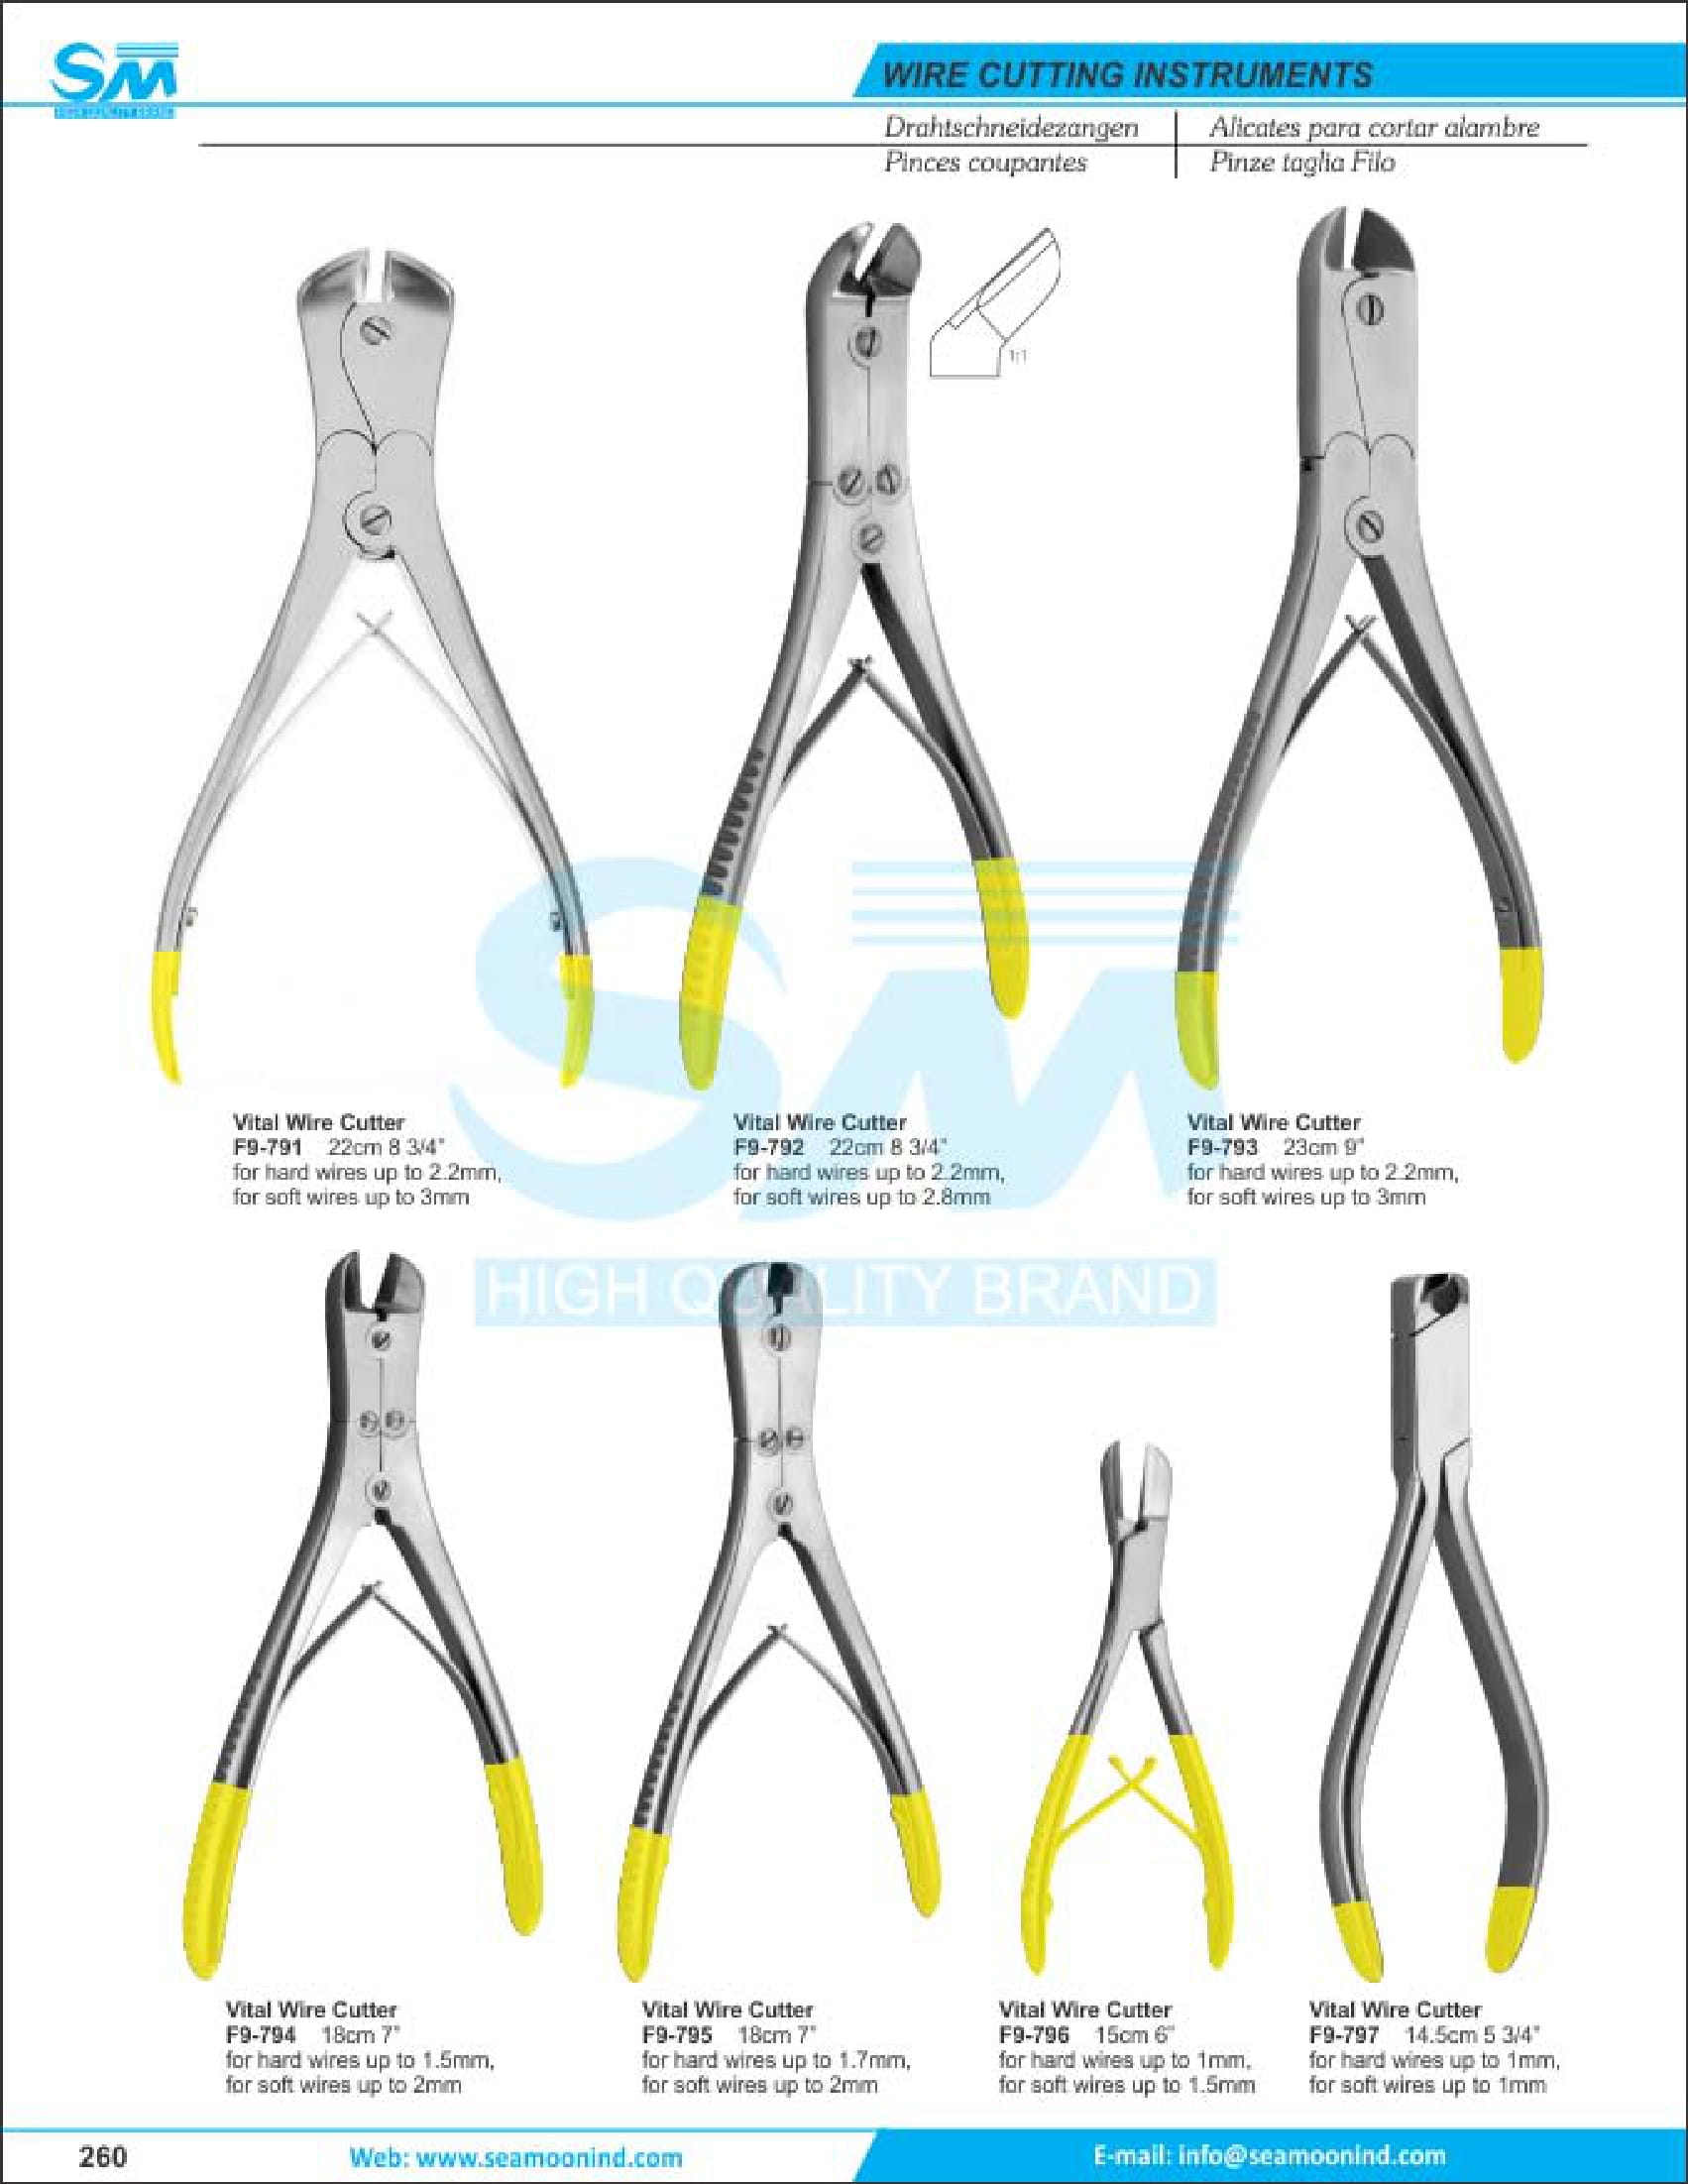 SM
HIGH QUALITY BRAND
WIRE CUTTING INSTRUMENTS
Drahtschneidezangen
Alicates para cortar alambre
Pinces coupantes
Pinze taglia Filo
1:1
Vital Wire Cutter
F9-791 22cm 8 3/4"
for hard wires up to 2.2mm,
for soft wires up to 3mm
Vital Wire Cutter
F9-792 22cm 8 3/4"
for hard wires up to 2.2mm,
for soft wires up to 2.8mm
Vital Wire Cutter
F9-793 23cm 9"
for hard wires up to 2.2mm,
for soft wires up to 3mm
SM
HIGH QUALITY BRAND
Vital Wire Cutter
F9-794 18cm 7"
for hard wires up to 1.5mm,
for soft wires up to 2mm
Vital Wire Cutter
F9-795 18cm 7"
for hard wires up to 1.7mm,
for soft wires up to 2mm
Vital Wire Cutter
F9-796 15cm 6"
for hard wires up to 1mm,
for soft wires up to 1.5mm
Vital Wire Cutter
F9-797 14.5cm 5 3/4"
for hard wires up to 1mm,
for soft wires up to 1mm
260
Web: www.seamoonind.com
E-mail: info@seamoonind.com